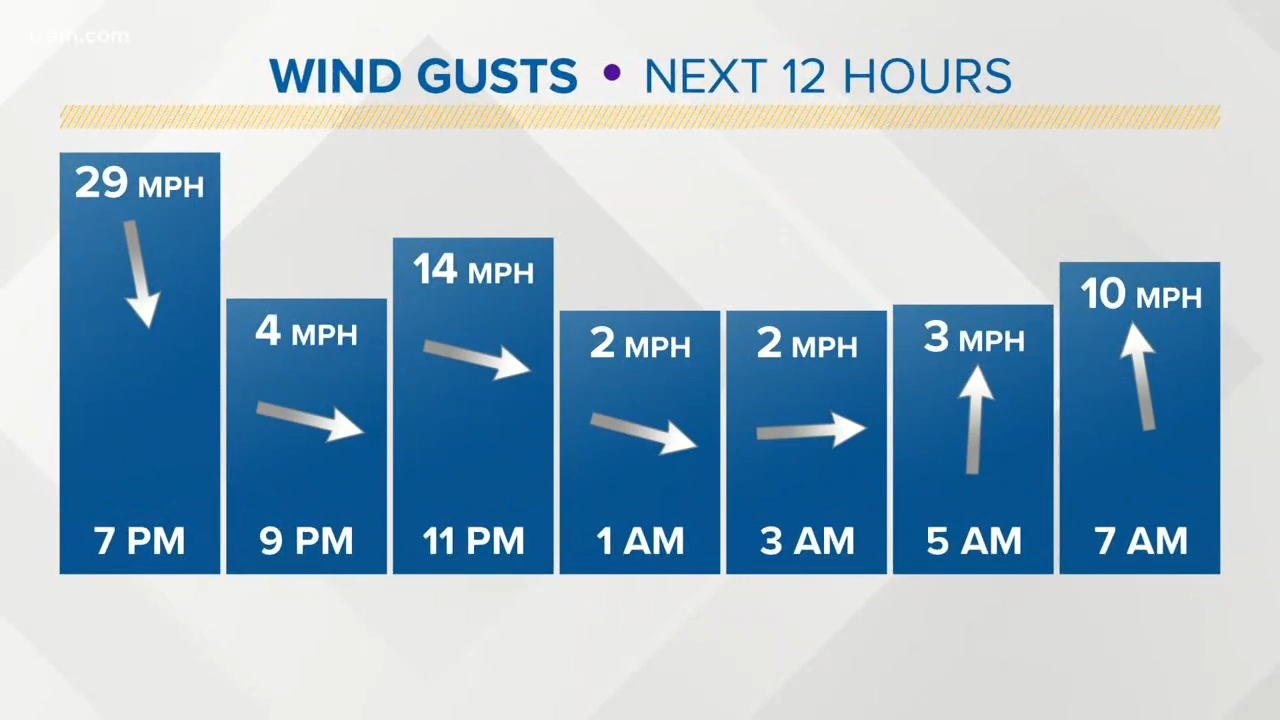 WIND GUSTS • NEXT 12 HOURS
29 MPH
7 PM
4 MPH
9 PM
14 MPH
11 PM
2 MPH
1 AM
2 MPH
3 AM
3 MPH
5 AM
10 MPH
7 AM